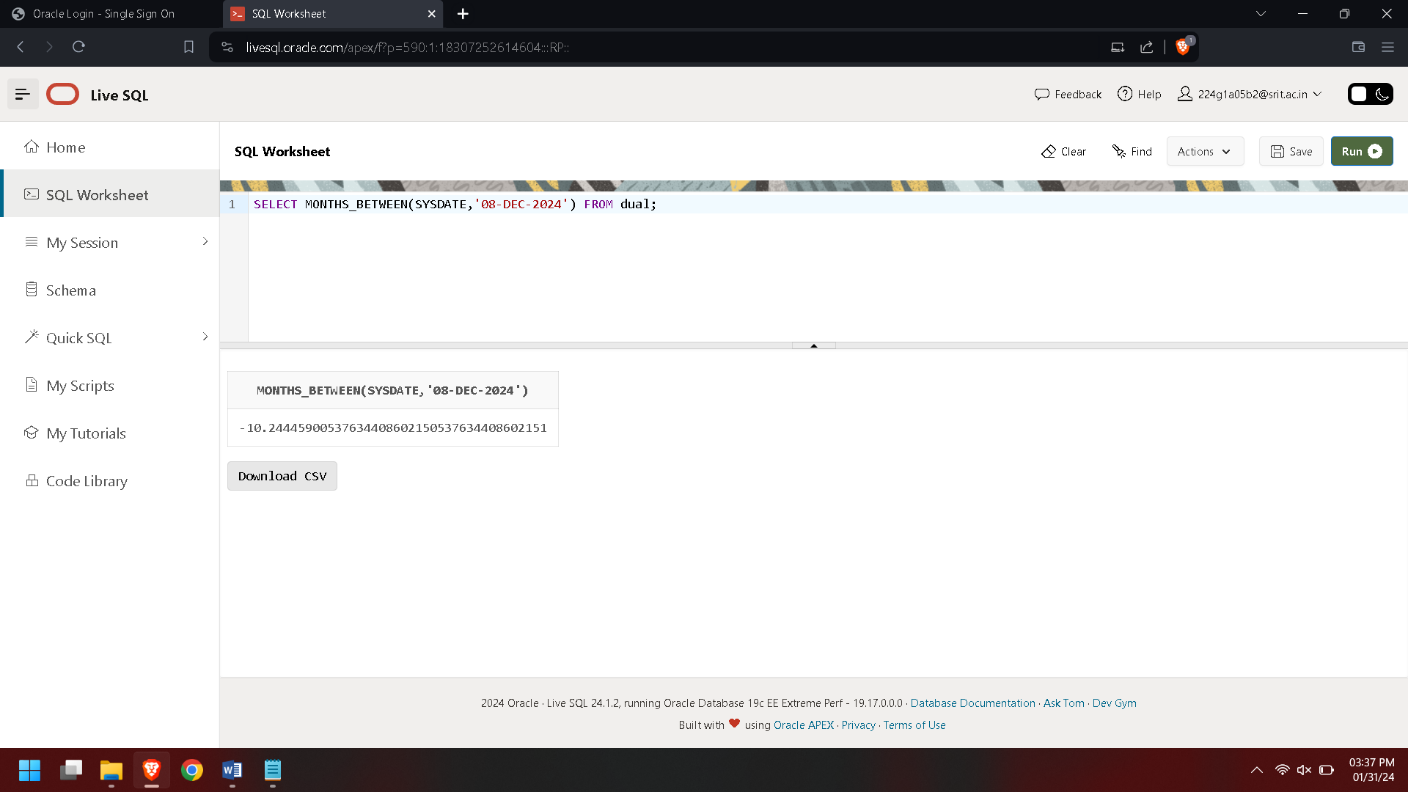 Oracle Login - Single Sign On
SQL Worksheet
livesql.oracle.com/apex/f?p=590:1:18307252614604:::RP::
1
Live SQL
Feedback
Help
224g1a05b2@srit.ac.in
Home
SQL Worksheet
My Session
Schema
Quick SQL
My Scripts
My Tutorials
Code Library
SQL Worksheet
Clear
Find
Actions
Save
Run
1 SELECT MONTHS_BETWEEN(SYSDATE,'08-DEC-2024') FROM dual;
MONTHS_BETWEEN(SYSDATE,'08-DEC-2024')
-10.2444590053763440860215053763440860215​1
Download CSV
2024 Oracle · Live SQL 24.1.2, running Oracle Database 19c EE Extreme Perf - 19.17.0.0.0 · Database Documentation · Ask Tom · Dev Gym
Built with ❤ using Oracle APEX · Privacy · Terms of Use
03:37 PM
01/31/24